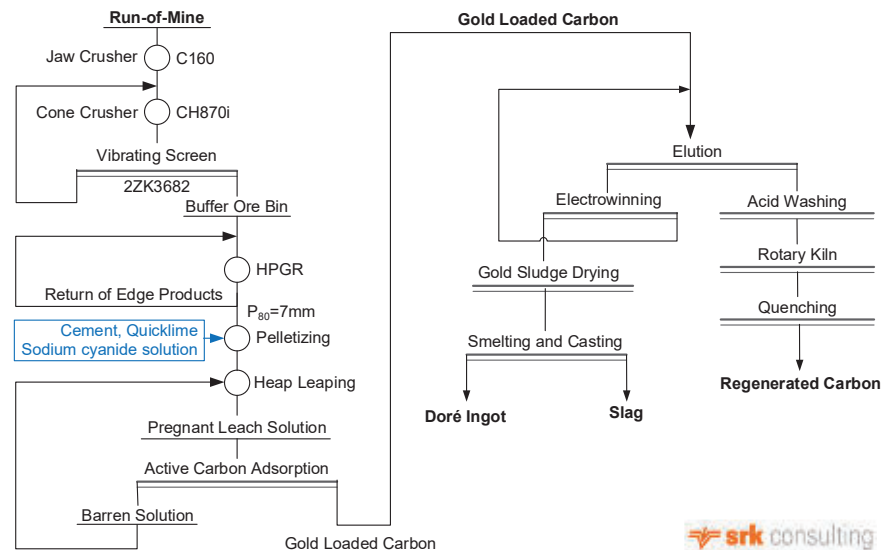 Run-of-Mine
Jaw Crusher C160
Cone Crusher CH870i
Vibrating Screen
2ZK3682
Buffer Ore Bin
HPGR
Return of Edge Products
P80=7mm
Cement, Quicklime
Sodium cyanide solution
Pelletizing
Heap Leaping
Pregnant Leach Solution
Active Carbon Adsorption
Barren Solution
Gold Loaded Carbon
Gold Loaded Carbon
Elution
Electrowinning
Acid Washing
Gold Sludge Drying
Rotary Kiln
Quenching
Smelting and Casting
Doré Ingot
Slag
Regenerated Carbon
srk consulting